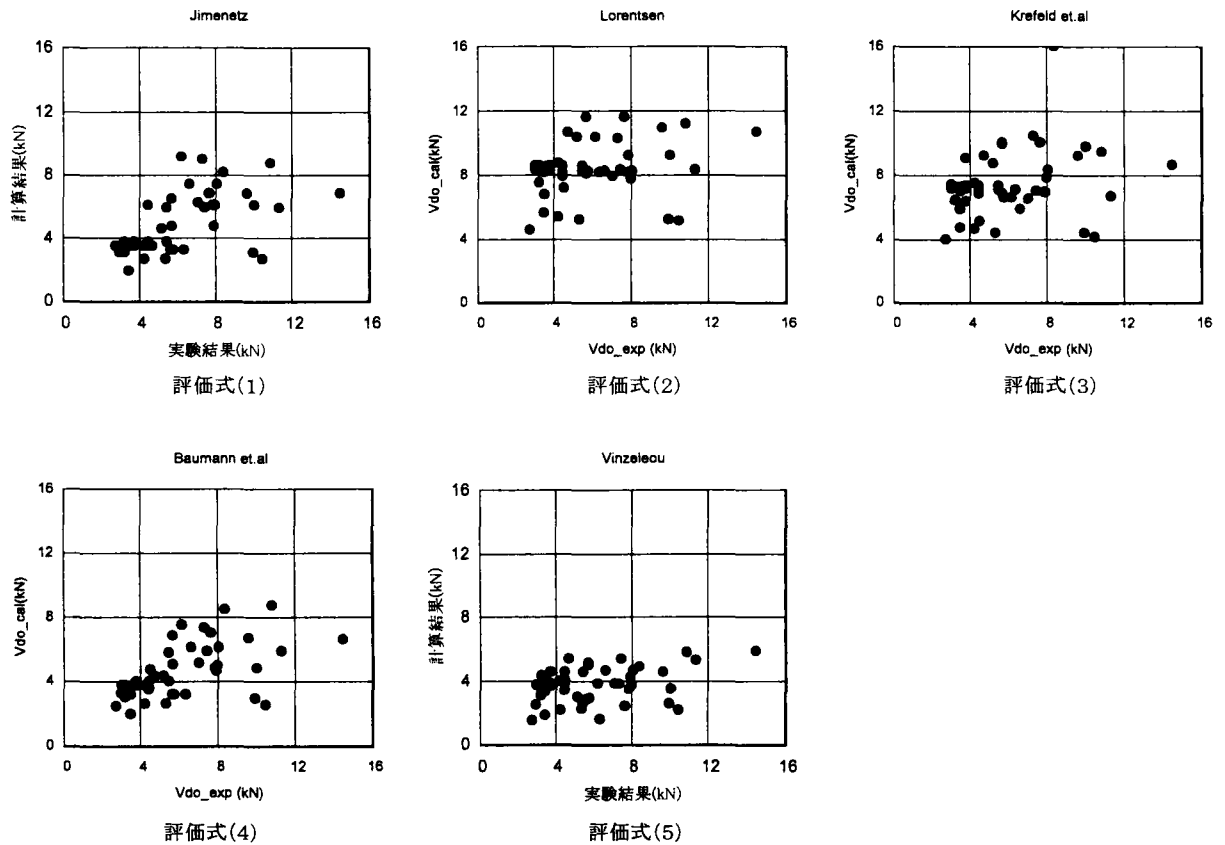 Jimenetz
計算結果(kN)
16
12
8
4
0
0 4 8 12 16
実験結果(kN)
評価式(1)
Lorentsen
Vdo_cal(kN)
16
12
8
4
0
0 4 8 12 16
Vdo_exp (kN)
評価式(2)
Krefeld et.al
Vdo_cal(kN)
16
12
8
4
0
0 4 8 12 16
Vdo_exp (kN)
評価式(3)
Baumann et.al
Vdo_cal(kN)
16
12
8
4
0
0 4 8 12 16
Vdo_exp (kN)
評価式(4)
Vinzeleou
計算結果(kN)
16
12
8
4
0
0 4 8 12 16
実験結果(kN)
評価式(5)